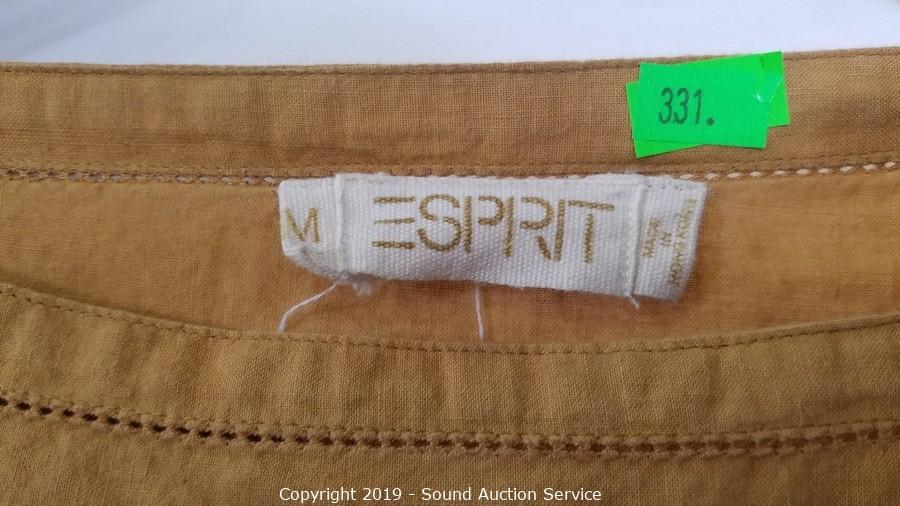 331.
M
ESPRIT
MADE
IN
HONG KONG
Copyright 2019 - Sound Auction Service